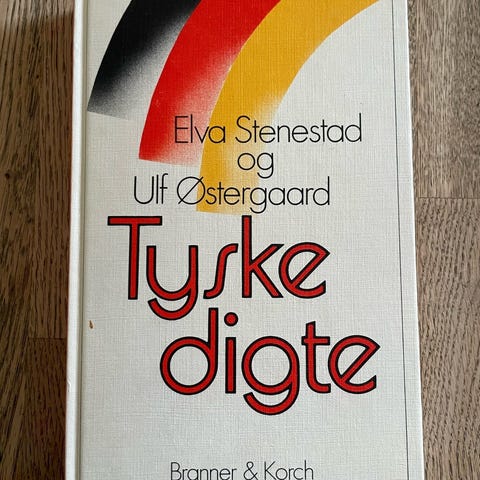 Elva Stenestad
og
Ulf Østergaard
Tyske
digte
Branner & Korch